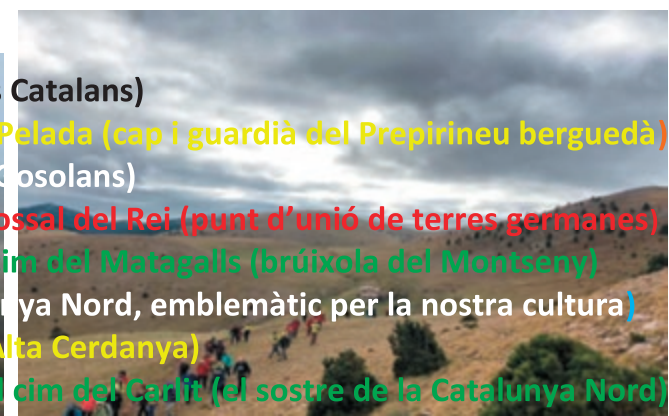 Catalans)
Pelada (cap i guardià del Prepirineu berguedà)
Gosolans)
ossal del Rei (punt d’unió de terres germanes)
im del Matagalls (brúixola del Montseny)
nya Nord, emblemàtic per la nostra cultura)
Alta Cerdanya)
l cim del Carlit (el sostre de la Catalunya Nord)